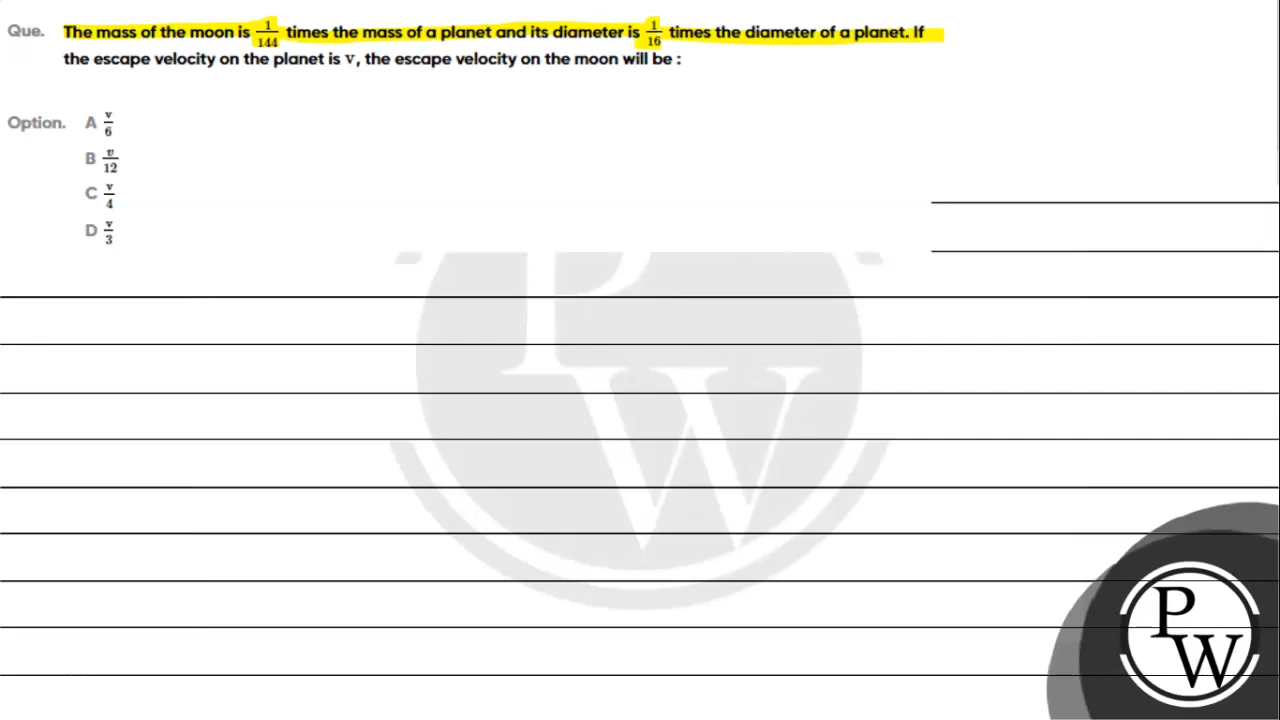 Que. The mass of the moon is 1/144 times the mass of a planet and its diameter is 1/16 times the diameter of a planet. If
the escape velocity on the planet is v, the escape velocity on the moon will be :
Option. A v/6
B v/12
C v/4
D v/3
PW
PW